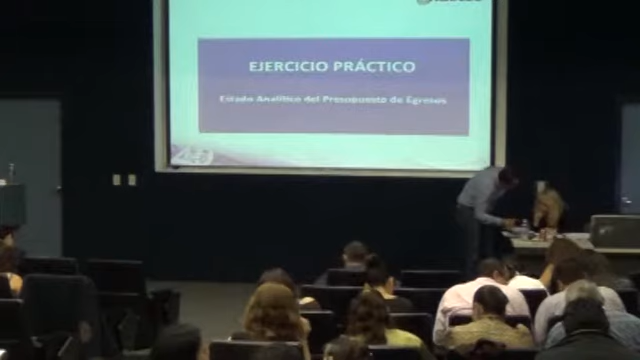 EJERCICIO PRÁCTICO
Estado Analítico del Presupuesto de Egresos